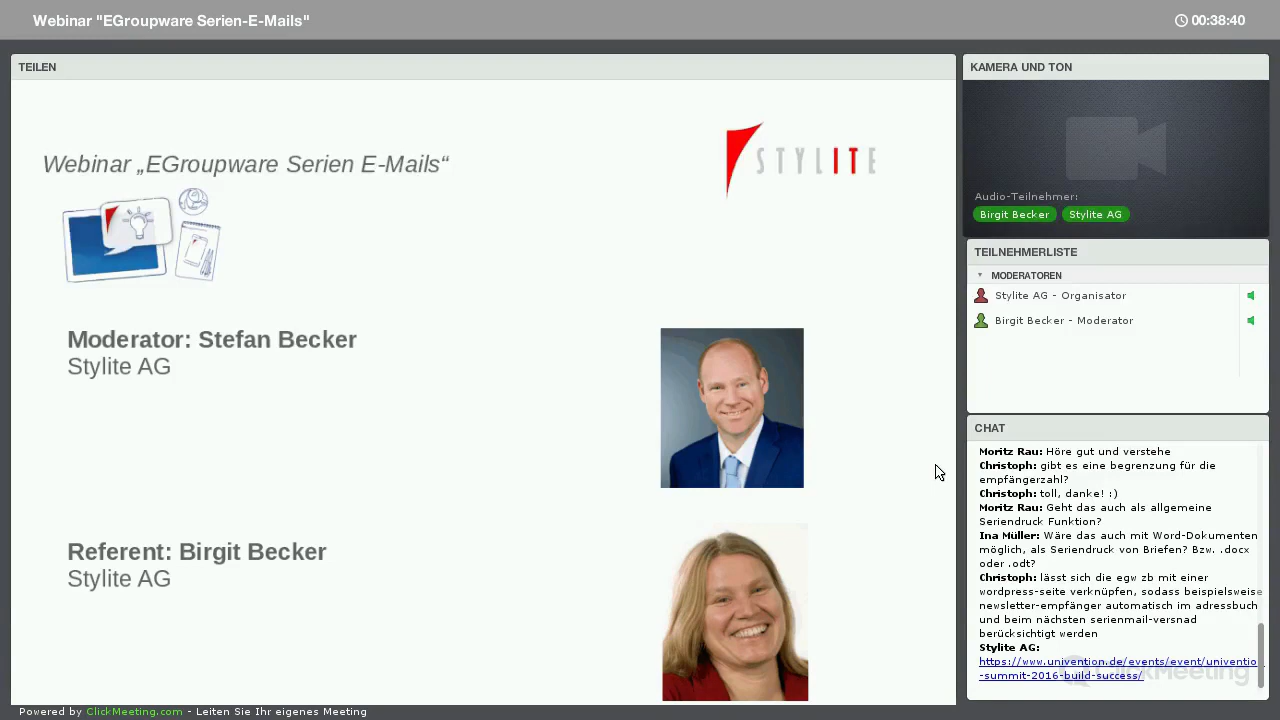 Webinar "EGroupware Serien-E-Mails"
00:38:40
TEILEN
Webinar „EGroupware Serien E-Mails“
STYLITE
Moderator: Stefan Becker
Stylite AG
Referent: Birgit Becker
Stylite AG
KAMERA UND TON
Audio-Teilnehmer:
Birgit Becker Stylite AG
TEILNEHMERLISTE
MODERATOREN
Stylite AG - Organisator
Birgit Becker - Moderator
CHAT
Moritz Rau: Höre gut und verstehe
Christoph: gibt es eine begrenzung für die
empfängerzahl?
Christoph: toll, danke! :)
Moritz Rau: Geht das auch als allgemeine
Seriendruck Funktion?
Ina Müller: Wäre das auch mit Word-Dokumenten
möglich, als Seriendruck von Briefen? Bzw. .docx
oder .odt?
Christoph: lässt sich die egw zb mit einer
wordpress-seite verknüpfen, sodass beispielsweise
newsletter-empfänger automatisch im adressbuch
und beim nächsten serienmail-versnad
berücksichtigt werden
Stylite AG:
https://www.univention.de/events/event/univentio
-summit-2016-build-success/
ClickMeeting
Powered by ClickMeeting.com - Leiten Sie Ihr eigenes Meeting